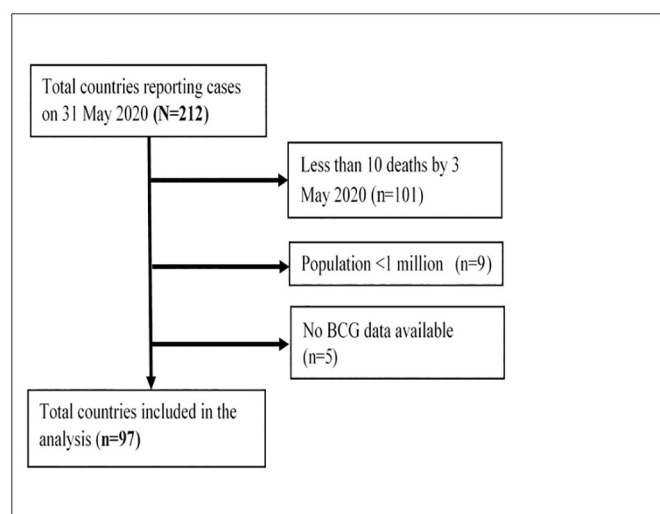 Total countries reporting cases
on 31 May 2020 (N=212)
Less than 10 deaths by 3
May 2020 (n=101)
Population <1 million (n=9)
No BCG data available
(n=5)
Total countries included in the
analysis (n=97)